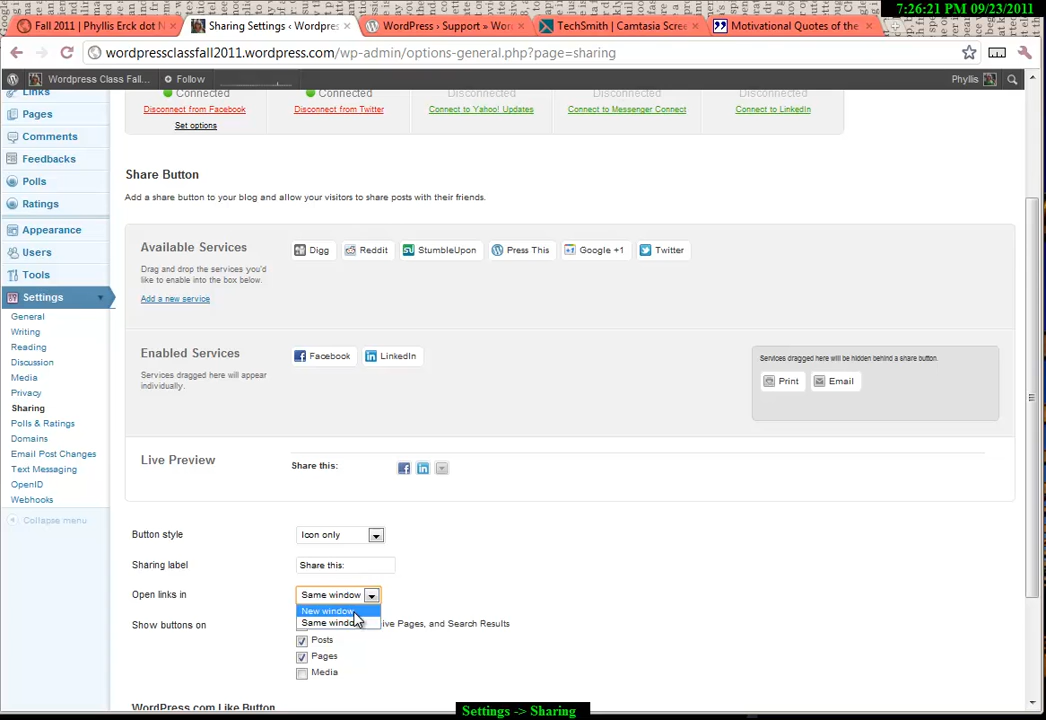 7:26:21 PM 09/23/2011
Fall 2011 | Phyllis Erck dot N
Sharing Settings ‹ Wordpres
WordPress › Support » Wor
TechSmith | Camtasia Scree
Motivational Quotes of the
wordpressclassfall2011.wordpress.com/wp-admin/options-general.php?page=sharing
Wordpress Class Fall... Follow Phyllis
Links
Connected Connected Disconnected Disconnected Disconnected
Disconnect from Facebook Disconnect from Twitter Connect to Yahoo! Updates Connect to Messenger Connect Connect to LinkedIn
Set options
Pages
Comments
Feedbacks
Polls
Ratings
Appearance
Users
Tools
Settings
General
Writing
Reading
Discussion
Media
Privacy
Sharing
Polls & Ratings
Domains
Email Post Changes
Text Messaging
OpenID
Webhooks
Collapse menu
Share Button
Add a share button to your blog and allow your visitors to share posts with their friends.
Available Services
Drag and drop the services you'd
like to enable into the box below.
Add a new service
Digg Reddit StumbleUpon Press This Google +1 Twitter
Enabled Services
Services dragged here will appear
individually.
Facebook LinkedIn
Services dragged here will be hidden behind a share button.
Print Email
Live Preview
Share this:
Button style Icon only
Sharing label Share this:
Open links in Same window
New window
Same window
Show buttons on ive Pages, and Search Results
Posts
Pages
Media
WordPress.com Like Button
Settings -> Sharing